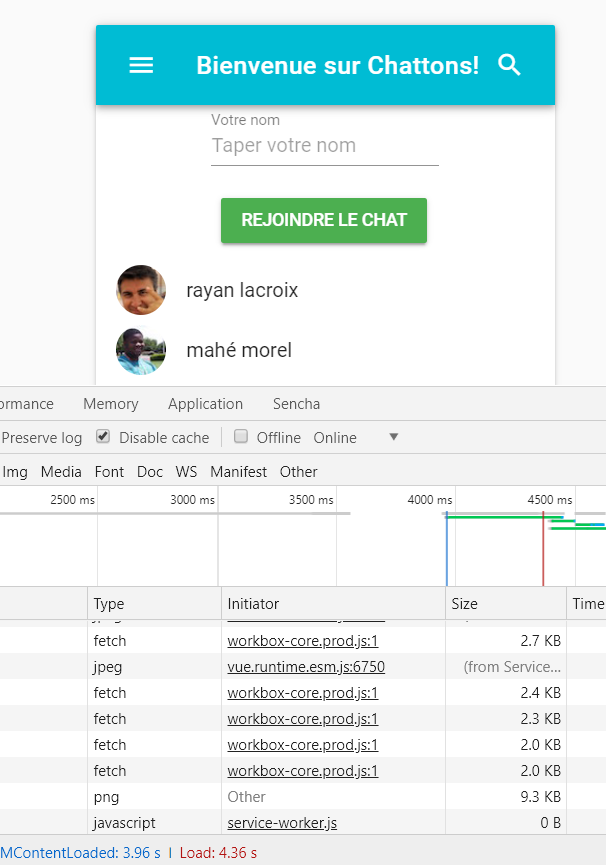 Bienvenue sur Chattons!
Votre nom
Taper votre nom
REJOINDRE LE CHAT
rayan lacroix
mahé morel
ormance Memory Application Sencha
Preserve log Disable cache Offline Online
Img Media Font Doc WS Manifest Other
2500 ms 3000 ms 3500 ms 4000 ms 4500 ms
Type Initiator Size Time
fetch workbox-core.prod.js:1 2.7 KB
jpeg vue.runtime.esm.js:6750 (from Service...
fetch workbox-core.prod.js:1 2.4 KB
fetch workbox-core.prod.js:1 2.3 KB
fetch workbox-core.prod.js:1 2.0 KB
fetch workbox-core.prod.js:1 2.0 KB
png Other 9.3 KB
javascript service-worker.js 0 B
MContentLoaded: 3.96 s | Load: 4.36 s